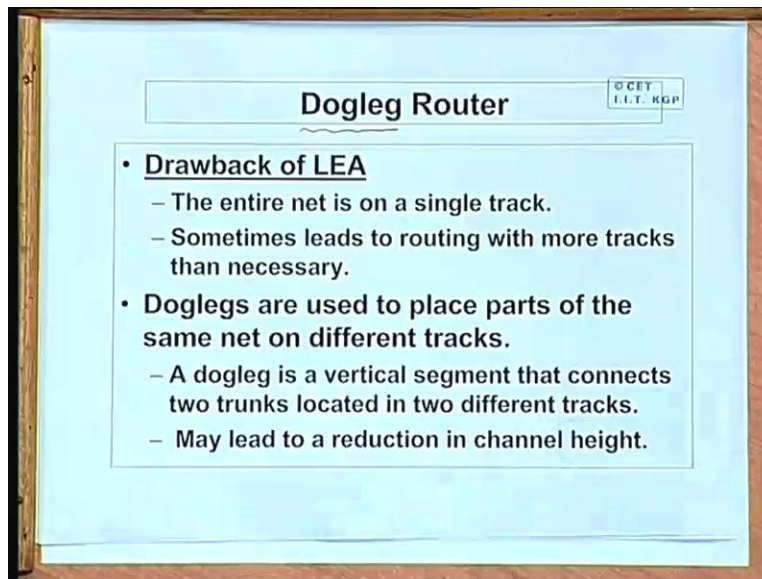 Dogleg Router
© CET
I.I.T. KGP
• Drawback of LEA
– The entire net is on a single track.
– Sometimes leads to routing with more tracks
than necessary.
• Doglegs are used to place parts of the
same net on different tracks.
– A dogleg is a vertical segment that connects
two trunks located in two different tracks.
– May lead to a reduction in channel height.